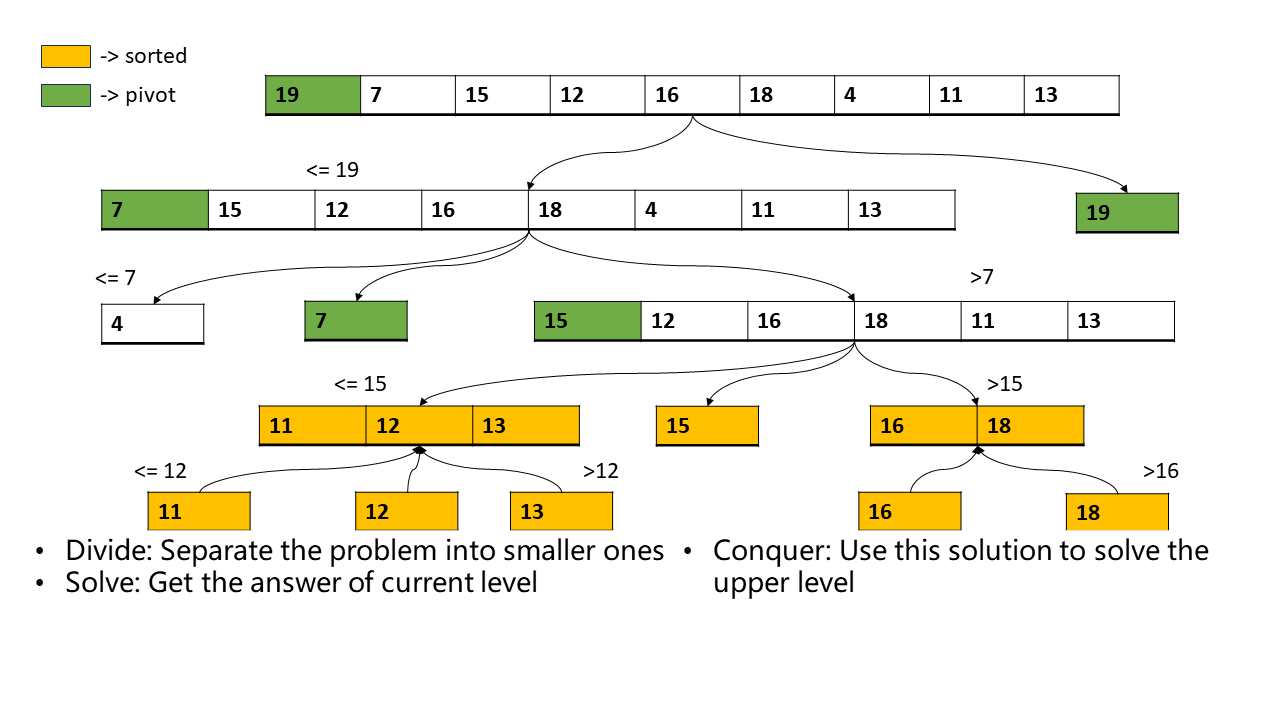 -> sorted
-> pivot
19 7 15 12 16 18 4 11 13
<= 19
7 15 12 16 18 4 11 13
19
<= 7
>7
4
7
15 12 16 18 11 13
<= 15
>15
11 12 13
15
16 18
<= 12
>12
>16
11
12
13
16
18
• Divide: Separate the problem into smaller ones
• Solve: Get the answer of current level
• Conquer: Use this solution to solve the
upper level